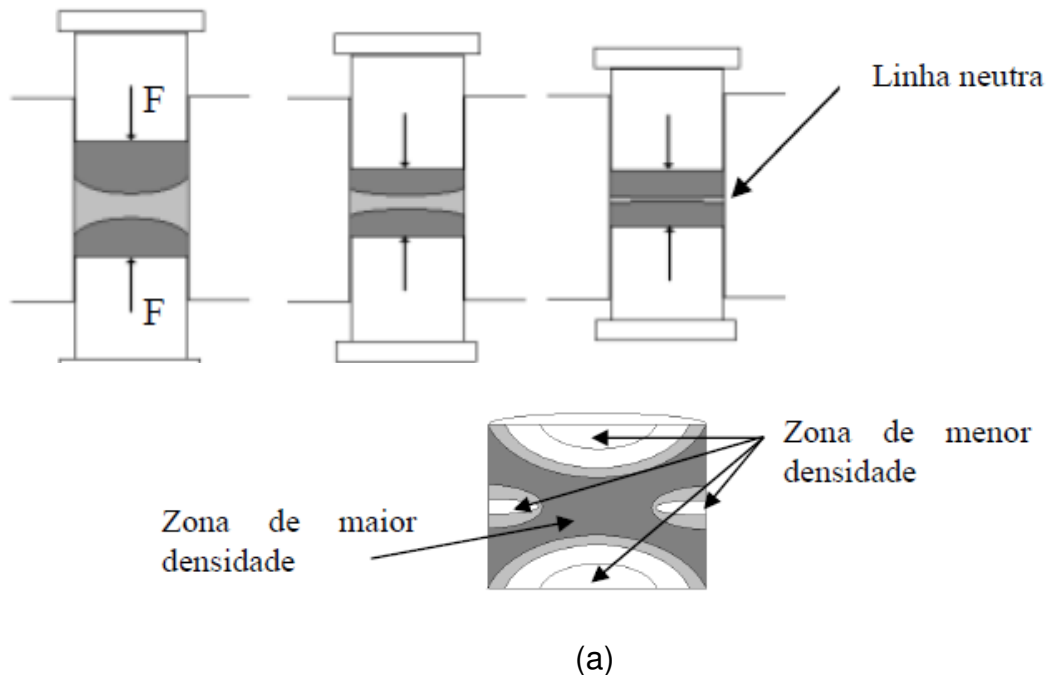 Linha neutra
F
F
Zona de menor
densidade
Zona de maior
densidade
(a)